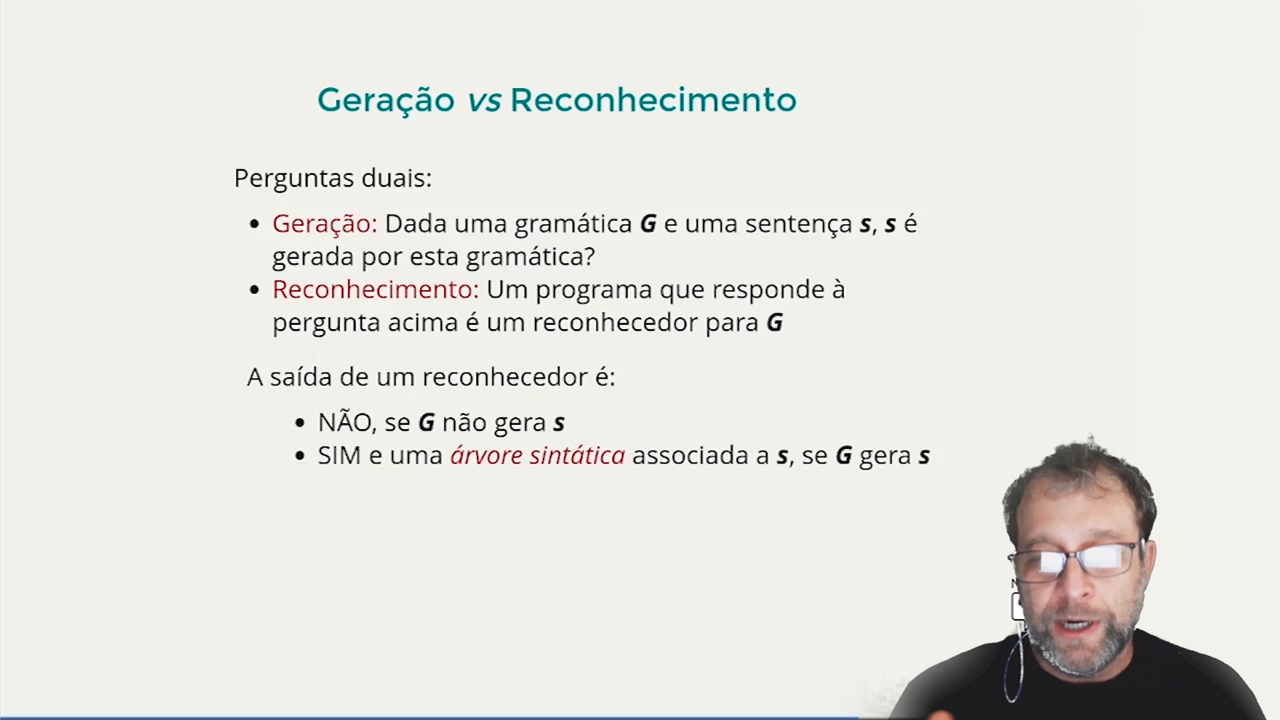 Geração vs Reconhecimento
Perguntas duais:
• Geração: Dada uma gramática G e uma sentença s, s é
gerada por esta gramática?
• Reconhecimento: Um programa que responde à
pergunta acima é um reconhecedor para G
A saída de um reconhecedor é:
• NÃO, se G não gera s
• SIM e uma árvore sintática associada a s, se G gera s